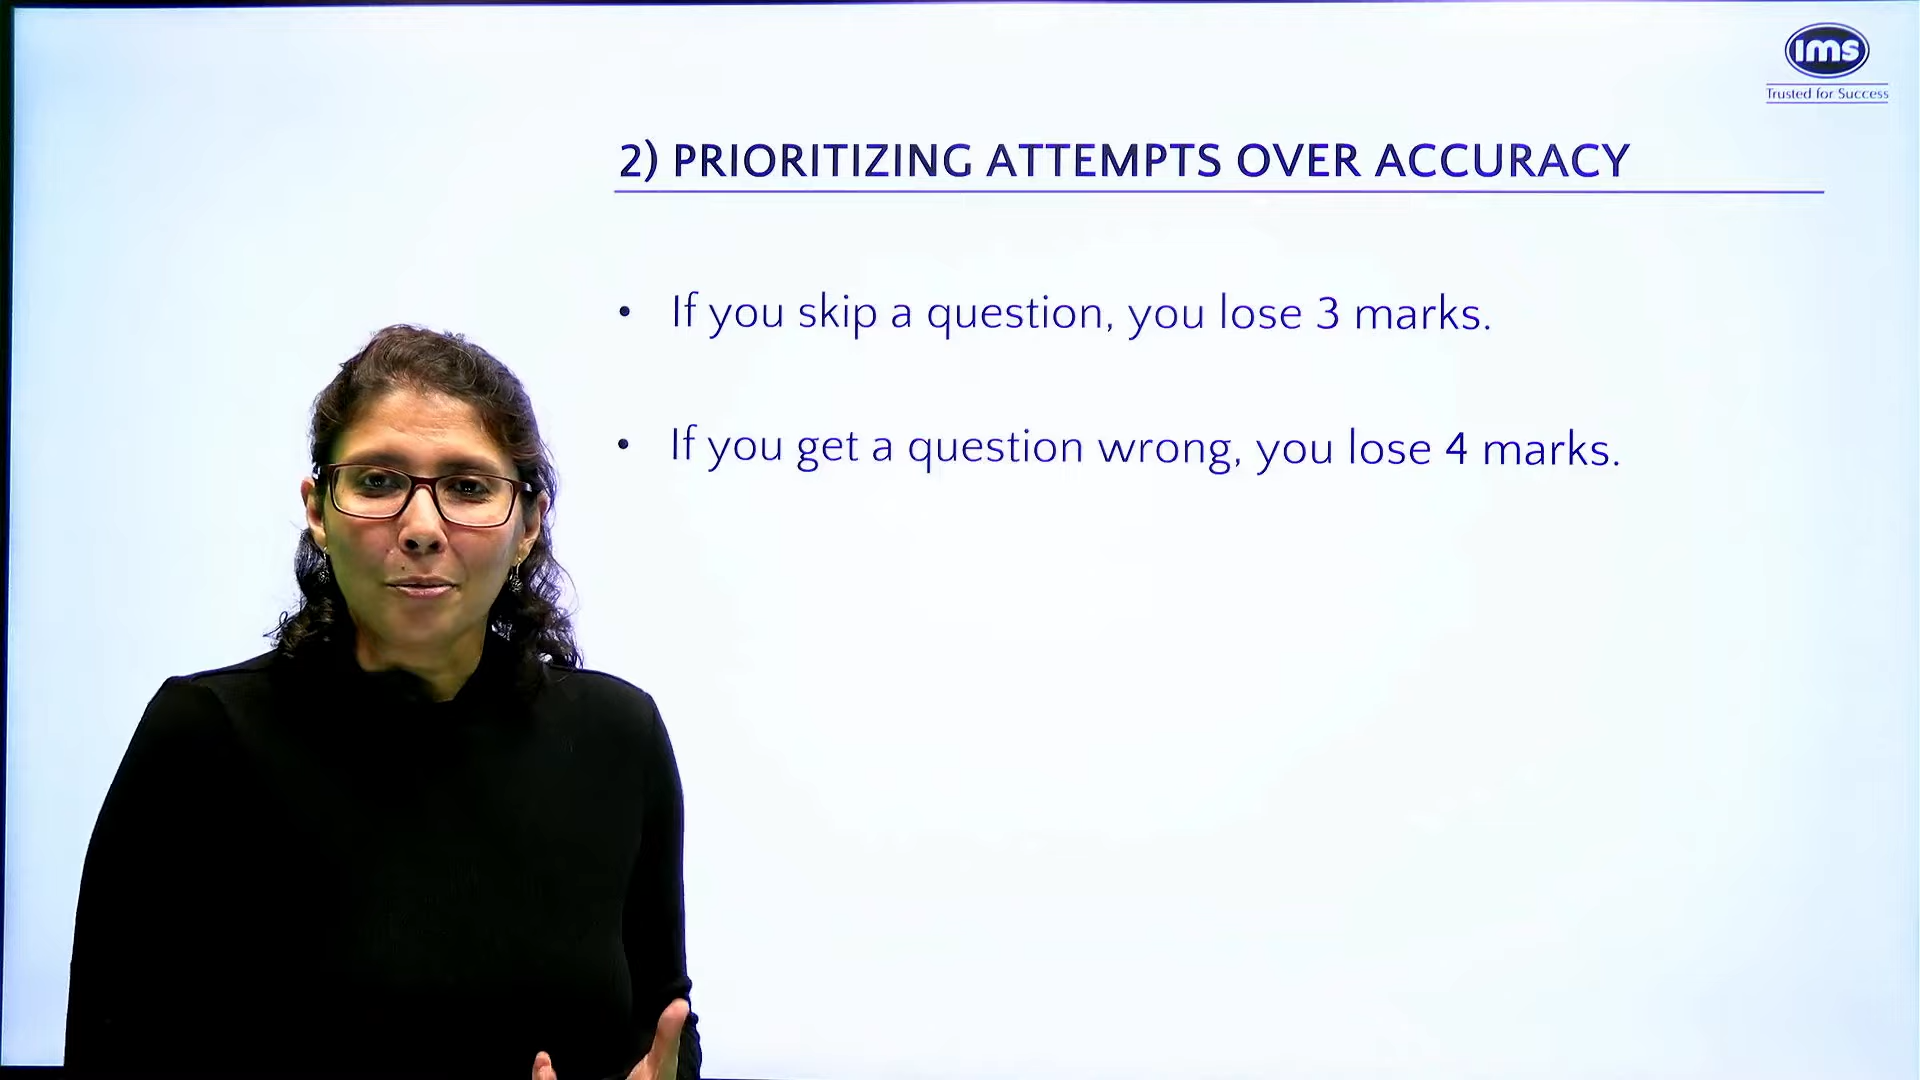 ims
Trusted for Success
2) PRIORITIZING ATTEMPTS OVER ACCURACY
• If you skip a question, you lose 3 marks.
• If you get a question wrong, you lose 4 marks.